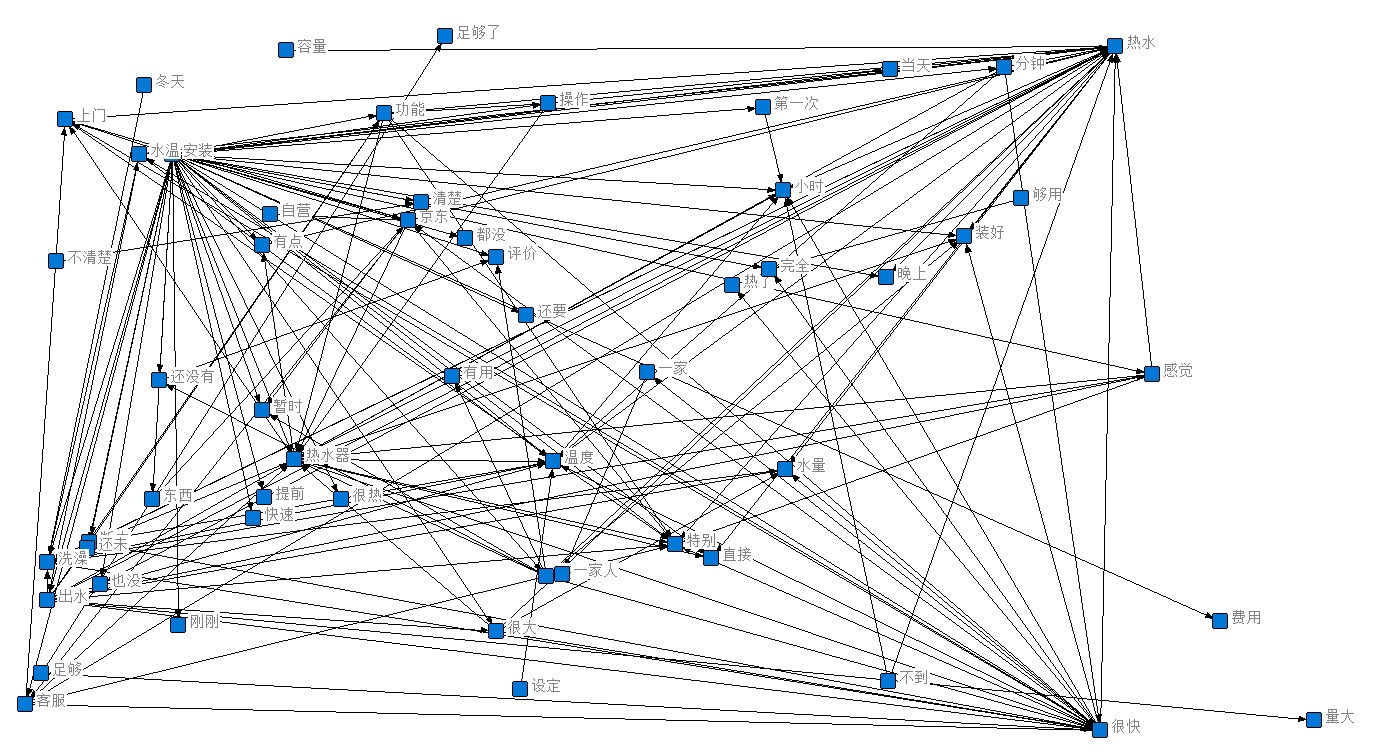 足够了
热水
容量
分钟
当天
冬天
操作
第一次
功能
上门
水温
安装
小时
够用
清楚
自营
京东
都没
装好
有点
评价
不清楚
完全
晚上
还要
一家
感觉
有用
还没有
暂时
热水器
温度
水量
东西
提前
很热
快速
还未
特别
直接
洗澡
一家人
也没
出水
费用
刚刚
很大
足够
不到
设定
客服
量大
很快